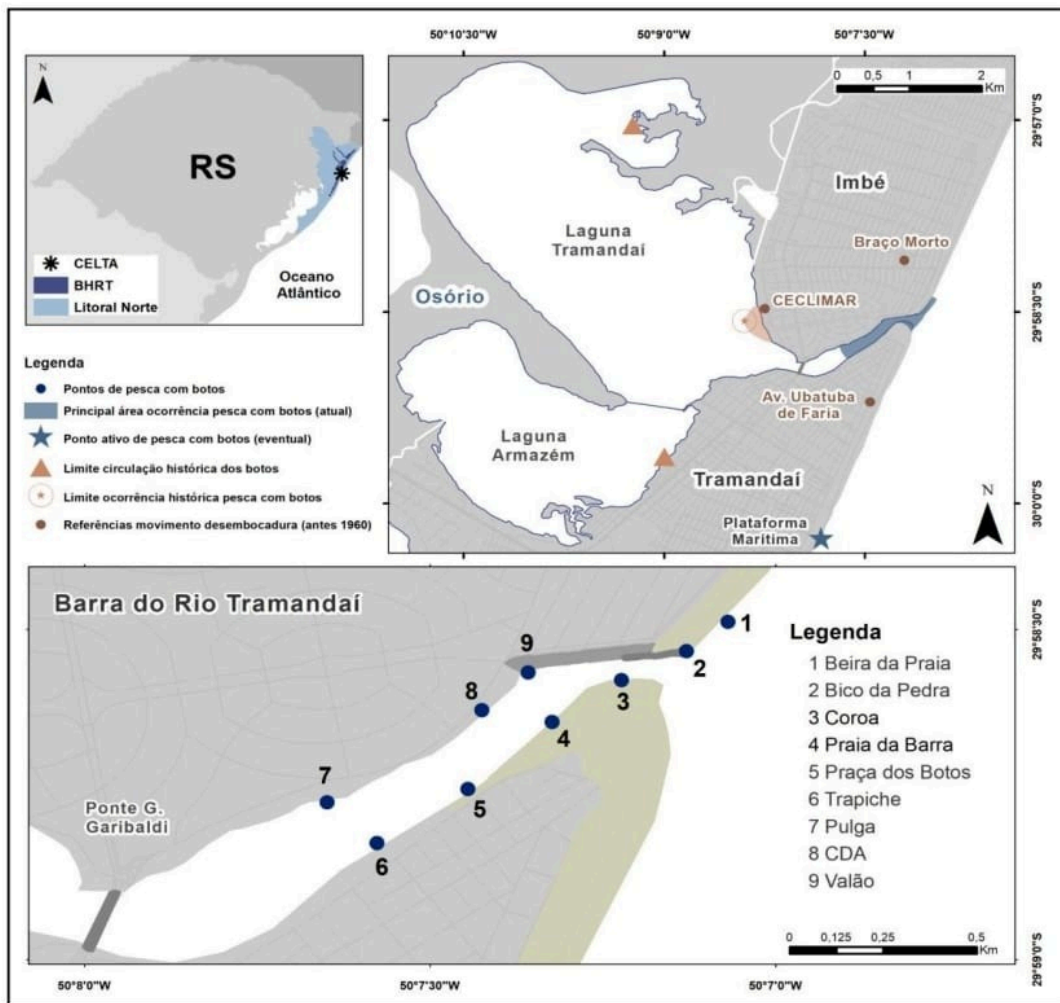 N
RS
CELTA
BHRT
Litoral Norte
Oceano
Atlântico
Legenda
Pontos de pesca com botos
Principal área ocorrência pesca com botos (atual)
Ponto ativo de pesca com botos (eventual)
Limite circulação histórica dos botos
Limite ocorrência histórica pesca com botos
Referências movimento desembocadura (antes 1960)
50°10'30"W
50°9'0"W
50°7'30"W
0 0,5 1 2
Km
29°57'0"S
29°58'30"S
30°0'0"S
Imbé
Laguna
Tramandaí
Braço Morto
Osório
CECLIMAR
Av. Ubatuba
de Faria
Laguna
Armazém
Tramandaí
N
Plataforma
Marítima
Barra do Rio Tramandaí
1
2
3
4
5
6
7
8
9
Ponte G.
Garibaldi
Legenda
1 Beira da Praia
2 Bico da Pedra
3 Coroa
4 Praia da Barra
5 Praça dos Botos
6 Trapiche
7 Pulga
8 CDA
9 Valão
0 0,125 0,25 0,5
Km
29°58'30"S
29°59'0"S
50°8'0"W
50°7'30"W
50°7'0"W